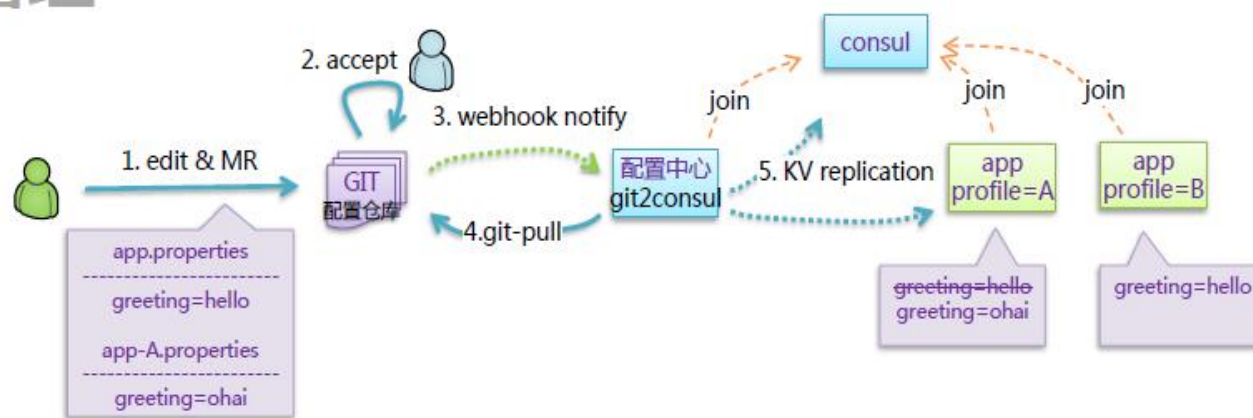 2. accept
consul
3. webhook notify
join
join
join
1. edit & MR
GIT
配置仓库
配置中心
git2consul
5. KV replication
app
profile=A
app
profile=B
4.git-pull
app.properties
greeting=hello
app-A.properties
greeting=ohai
greeting=hello
greeting=ohai
greeting=hello